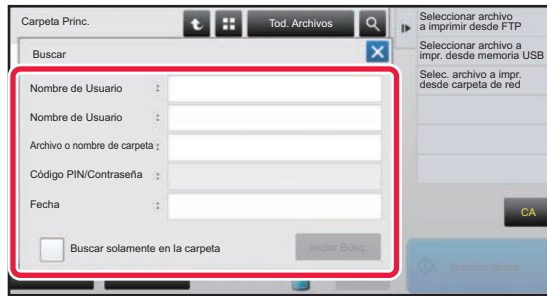 Carpeta Princ.
Tod. Archivos
Seleccionar archivo
a imprimir desde FTP
Buscar
Seleccionar archivo a
impr. desde memoria USB
Selec. archivo a impr.
desde carpeta de red
Nombre de Usuario :
Nombre de Usuario :
Archivo o nombre de carpeta :
Código PIN/Contraseña :
Fecha :
CA
Buscar solamente en la carpeta
Iniciar Búsq.
Imprimir ahora